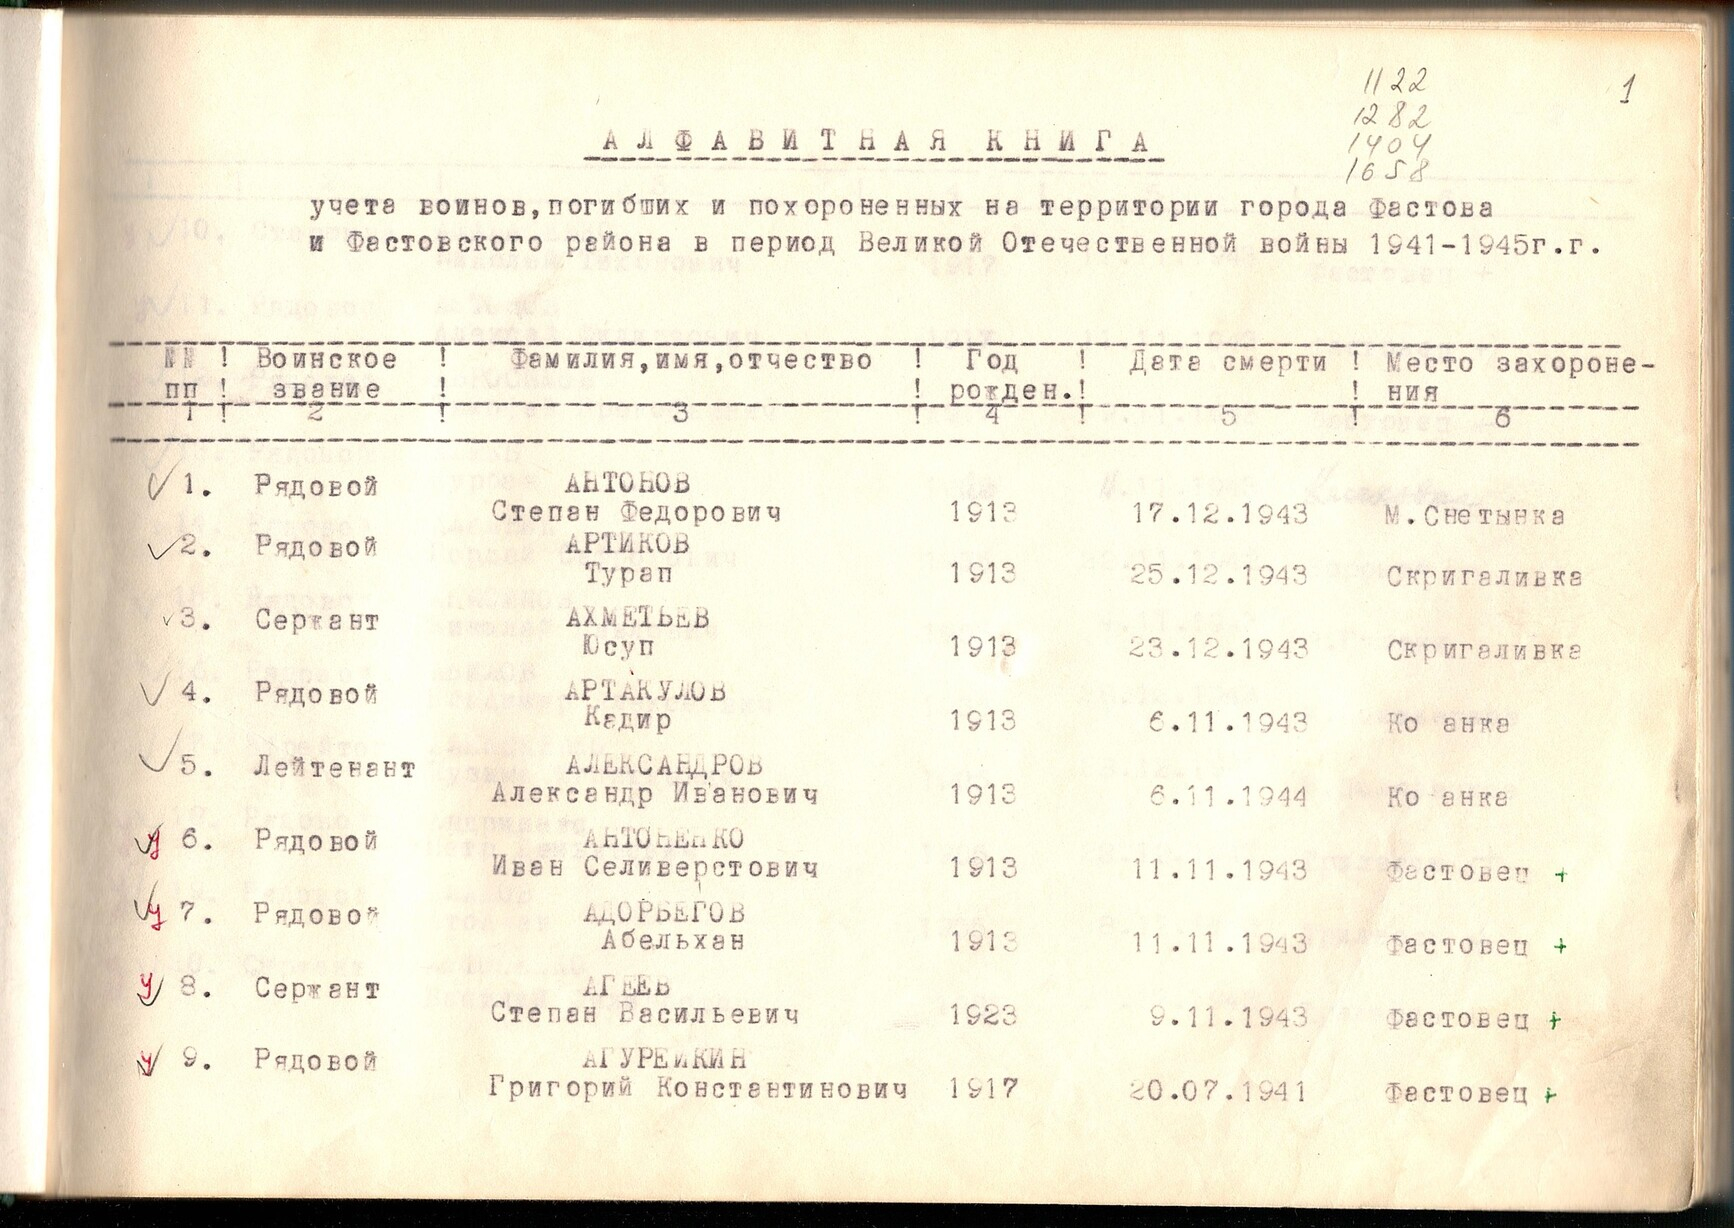 1122
1
1282
1404
1658
АЛФАВИТНАЯ КНИГА
учета воинов,погибших и похороненных на территории города Фастова
и Фастовского района в период Великой Отечественной войны 1941-1945г.г.
№№ ! Воинское ! Фамилия,имя,отчество ! Год ! Дата смерти ! Место захороне-
пп ! звание ! ! рожден.! ! ния
1 ! 2 ! 3 ! 4 ! 5 ! 6
1. Рядовой АНТОНОВ
Степан Федорович 1913 17.12.1943 М.Снетынка
2. Рядовой АРТИКОВ
Турап 1913 25.12.1943 Скригаливка
3. Сержант АХМЕТЬЕВ
Юсуп 1913 23.12.1943 Скригаливка
4. Рядовой АРТАКУЛОВ
Кадир 1913 6.11.1943 Ко анка
5. Лейтенант АЛЕКСАНДРОВ
Александр Иванович 1913 6.11.1944 Ко анка
у 6. Рядовой АНТОНЕНКО
Иван Селиверстович 1913 11.11.1943 Фастовец +
у 7. Рядовой АДОРБЕГОВ
Абельхан 1913 11.11.1943 Фастовец +
у 8. Сержант АГЕЕВ
Степан Васильевич 1923 9.11.1943 Фастовец +
у 9. Рядовой АГУРЕЙКИН
Григорий Константинович 1917 20.07.1941 Фастовец +